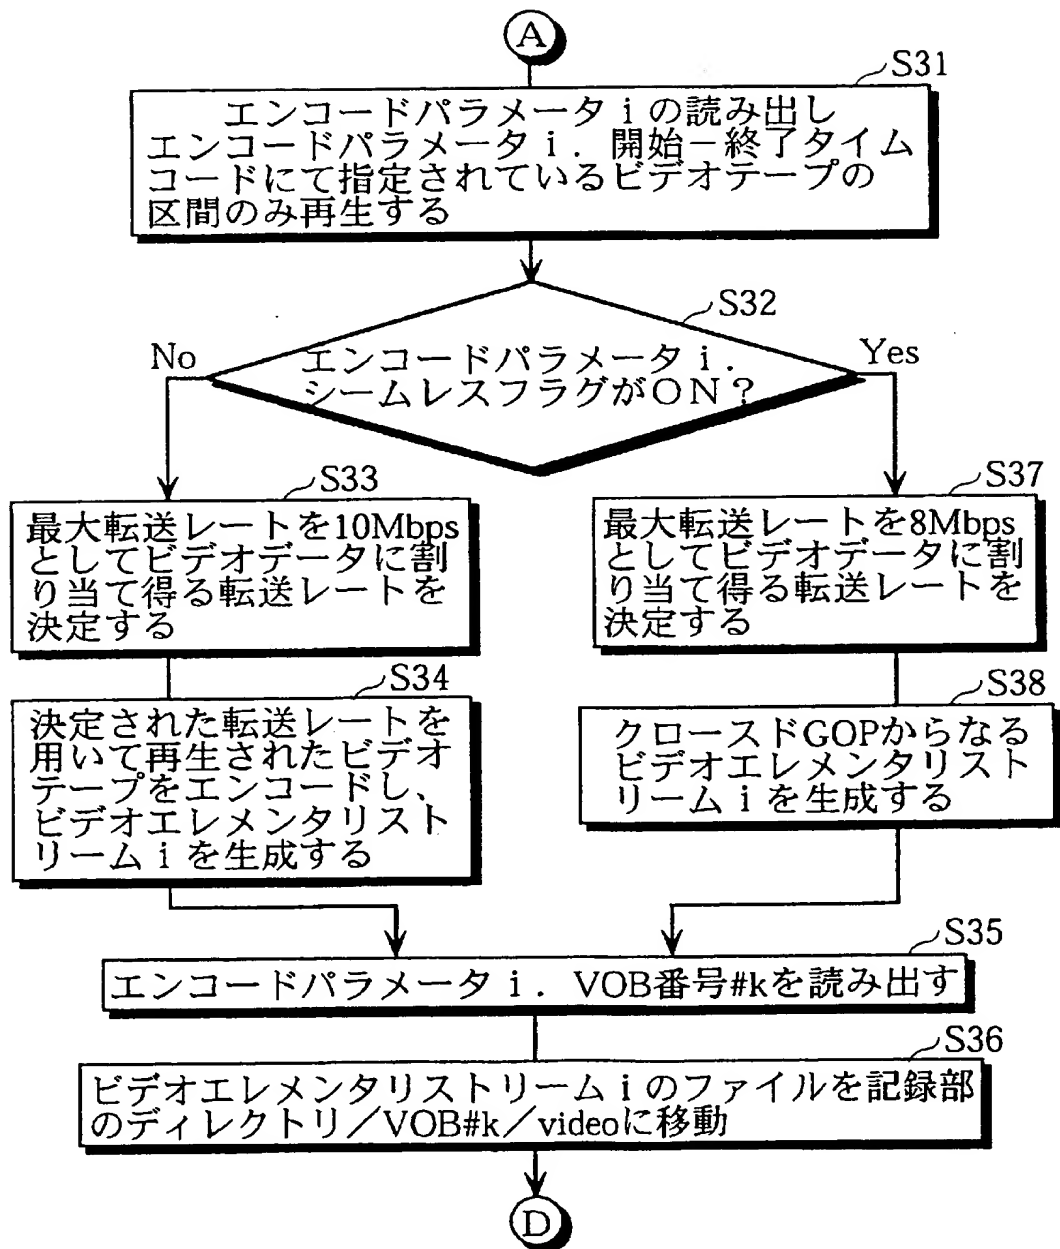 A
S31
エンコードパラメータiの読み出し
エンコードパラメータi．開始－終了タイム
コードにて指定されているビデオテープの
区間のみ再生する
S32
No
Yes
エンコードパラメータi．
シームレスフラグがON？
S33
最大転送レートを10Mbps
としてビデオデータに割
り当て得る転送レートを
決定する
S37
最大転送レートを8Mbps
としてビデオデータに割
り当て得る転送レートを
決定する
S34
決定された転送レートを
用いて再生されたビデオ
テープをエンコードし、
ビデオエレメンタリスト
リームiを生成する
S38
クロースドGOPからなる
ビデオエレメンタリスト
リームiを生成する
S35
エンコードパラメータi．VOB番号#kを読み出す
S36
ビデオエレメンタリストリームiのファイルを記録部
のディレクトリ／VOB#k／videoに移動
D